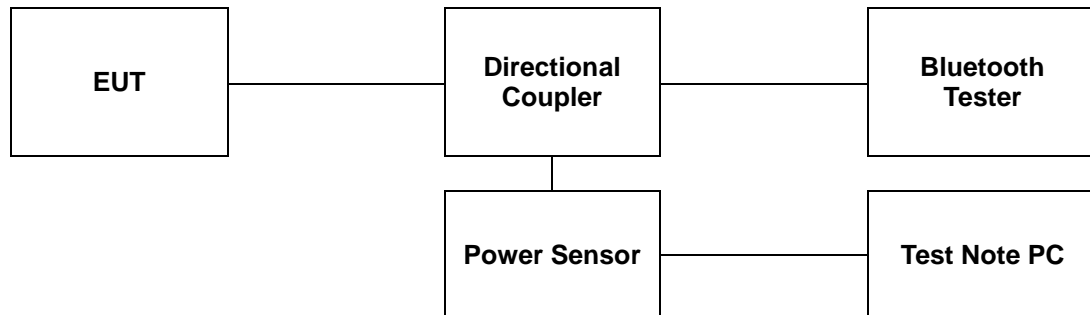 EUT
Directional
Coupler
Bluetooth
Tester
Power Sensor
Test Note PC